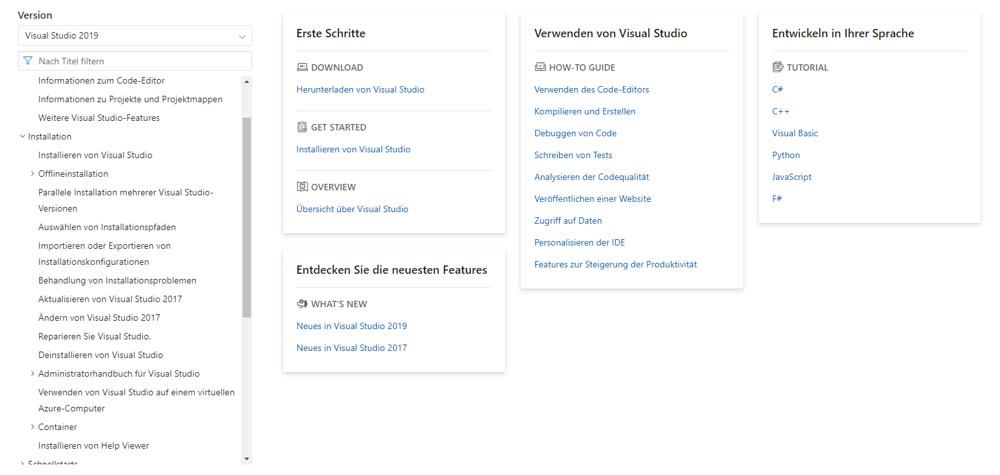 Version
Visual Studio 2019
Nach Titel filtern
Informationen zum Code-Editor
Informationen zu Projekte und Projektmappen
Weitere Visual Studio-Features
Installation
Installieren von Visual Studio
Offlineinstallation
Parallele Installation mehrerer Visual Studio-
Versionen
Auswählen von Installationspfaden
Importieren oder Exportieren von
Installationskonfigurationen
Behandlung von Installationsproblemen
Aktualisieren von Visual Studio 2017
Ändern von Visual Studio 2017
Reparieren Sie Visual Studio.
Deinstallieren von Visual Studio
Administratorhandbuch für Visual Studio
Verwenden von Visual Studio auf einem virtuellen
Azure-Computer
Container
Installieren von Help Viewer
Schnellstarts
Erste Schritte
DOWNLOAD
Herunterladen von Visual Studio
GET STARTED
Installieren von Visual Studio
OVERVIEW
Übersicht über Visual Studio
Entdecken Sie die neuesten Features
WHAT'S NEW
Neues in Visual Studio 2019
Neues in Visual Studio 2017
Verwenden von Visual Studio
HOW-TO GUIDE
Verwenden des Code-Editors
Kompilieren und Erstellen
Debuggen von Code
Schreiben von Tests
Analysieren der Codequalität
Veröffentlichen einer Website
Zugriff auf Daten
Personalisieren der IDE
Features zur Steigerung der Produktivität
Entwickeln in Ihrer Sprache
TUTORIAL
C#
C++
Visual Basic
Python
JavaScript
F#